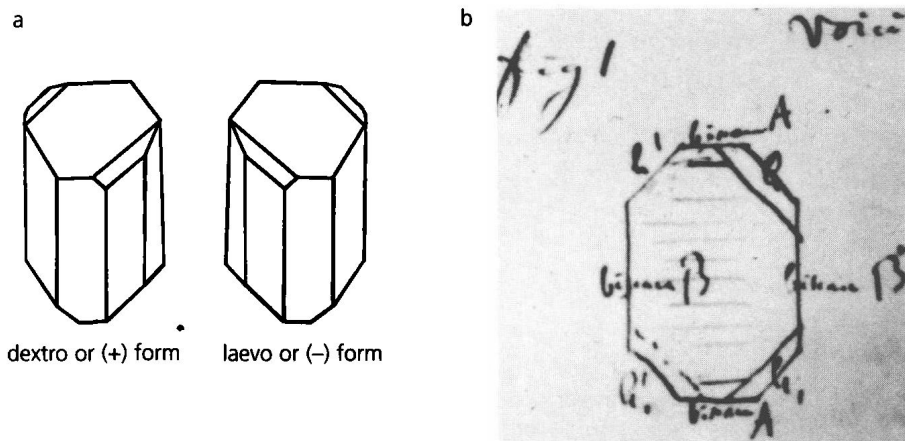 a
dextro or (+) form
laevo or (–) form
b
fig 1
Voici
biseau A
h'
biseau β
biseau β'
biseau A